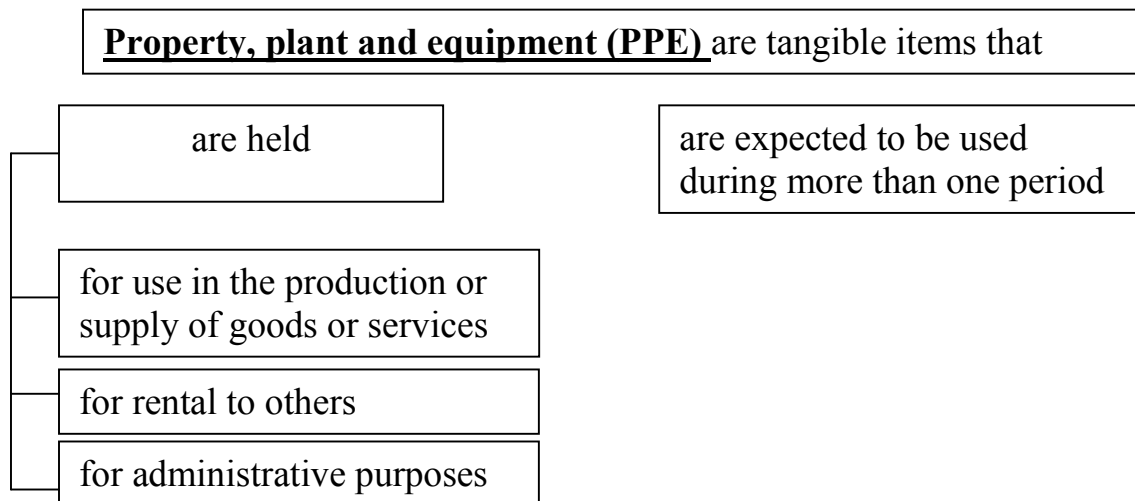 Property, plant and equipment (PPE) are tangible items that
are held
are expected to be used
during more than one period
for use in the production or
supply of goods or services
for rental to others
for administrative purposes